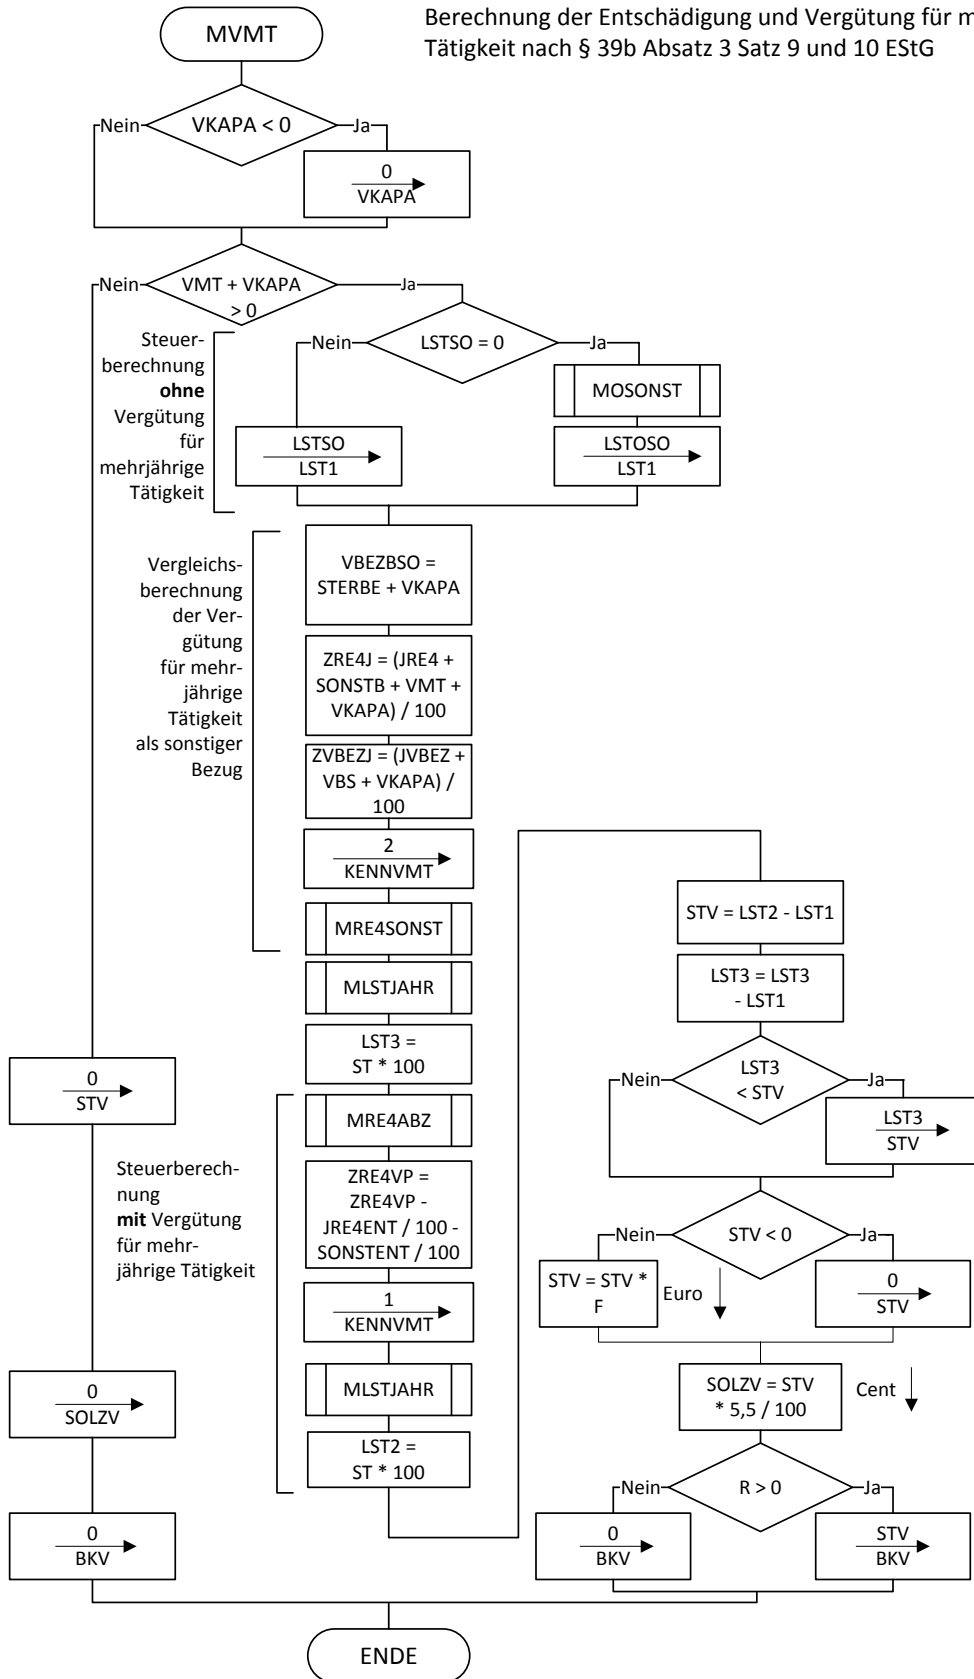 Berechnung der Entschädigung und Vergütung für m
Tätigkeit nach § 39b Absatz 3 Satz 9 und 10 EStG
MVMT
Nein
VKAPA < 0
Ja
0
VKAPA
Nein
VMT + VKAPA
> 0
Ja
Steuer-
berechnung
ohne
Vergütung
für
mehrjährige
Tätigkeit
Nein
LSTSO = 0
Ja
MOSONST
LSTSO
LST1
LSTOSO
LST1
Vergleichs-
berechnung
der Ver-
gütung
für mehr-
jährige
Tätigkeit
als sonstiger
Bezug
VBEZBSO =
STERBE + VKAPA
ZRE4J = (JRE4 +
SONSTB + VMT +
VKAPA) / 100
ZVBEZJ = (JVBEZ +
VBS + VKAPA) /
100
2
KENNVMT
MRE4SONST
MLSTJAHR
LST3 =
ST * 100
0
STV
Steuerberech-
nung
mit Vergütung
für mehr-
jährige Tätigkeit
MRE4ABZ
ZRE4VP =
ZRE4VP -
JRE4ENT / 100 -
SONSTENT / 100
1
KENNVMT
MLSTJAHR
LST2 =
ST * 100
0
SOLZV
0
BKV
STV = LST2 - LST1
LST3 = LST3
- LST1
Nein
LST3
< STV
Ja
LST3
STV
Nein
STV < 0
Ja
STV = STV *
F
Euro
0
STV
SOLZV = STV
* 5,5 / 100
Cent
Nein
R > 0
Ja
0
BKV
STV
BKV
ENDE